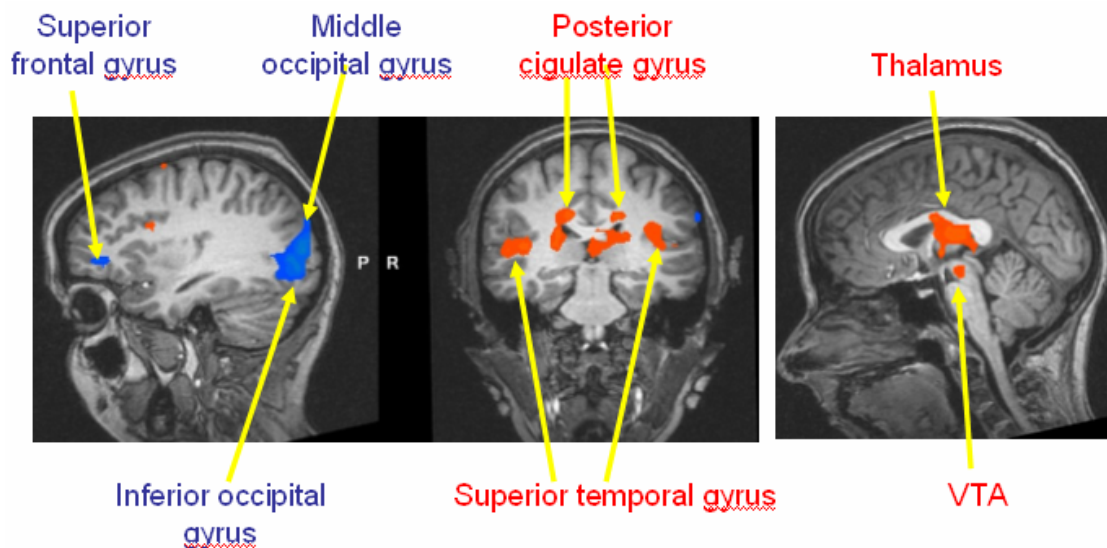 Superior
frontal gyrus
Middle
occipital gyrus
Posterior
cigulate gyrus
Thalamus
P R
Inferior occipital
gyrus
Superior temporal gyrus
VTA